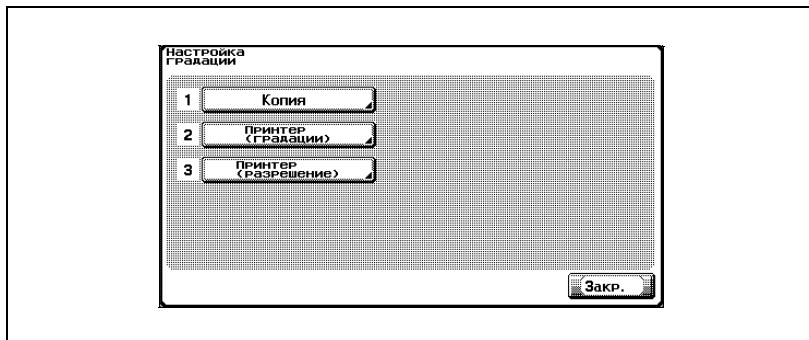 Настройка
градации
1 Копия
2 Принтер
(градации)
3 Принтер
(разрешение)
Закр.